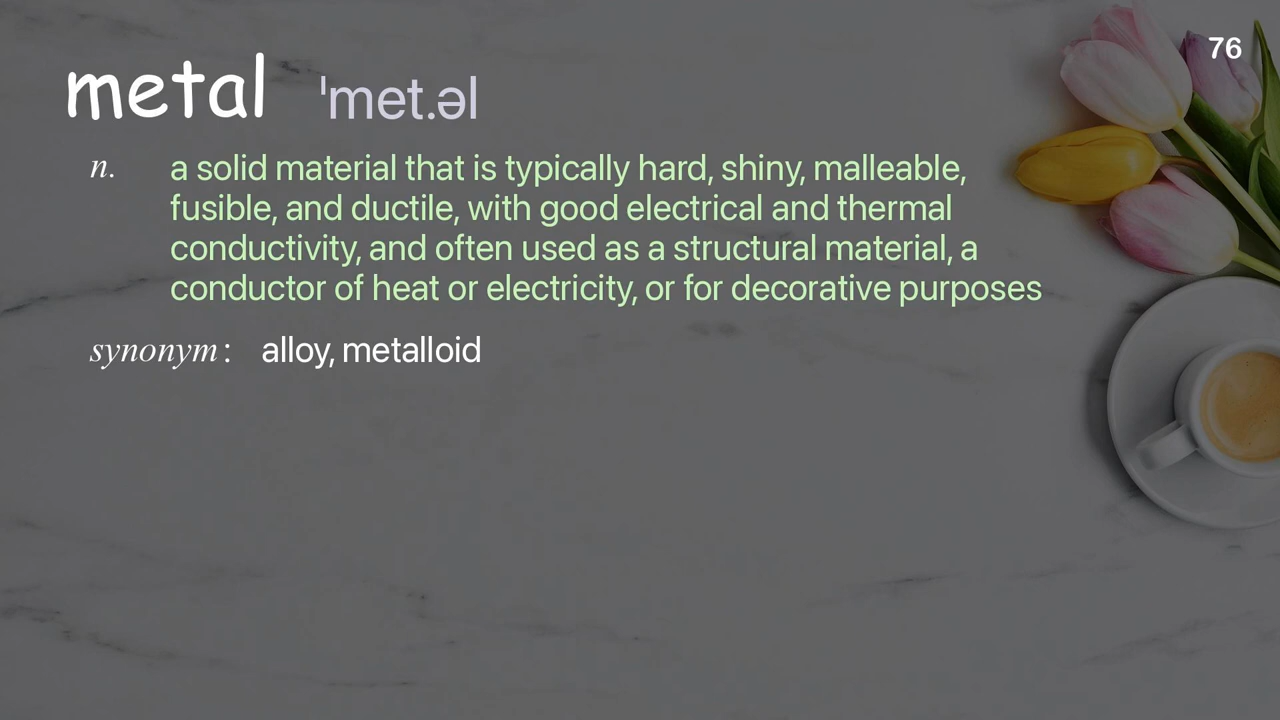 76
metal ˈmet.əl
n. a solid material that is typically hard, shiny, malleable,
fusible, and ductile, with good electrical and thermal
conductivity, and often used as a structural material, a
conductor of heat or electricity, or for decorative purposes
synonym: alloy, metalloid